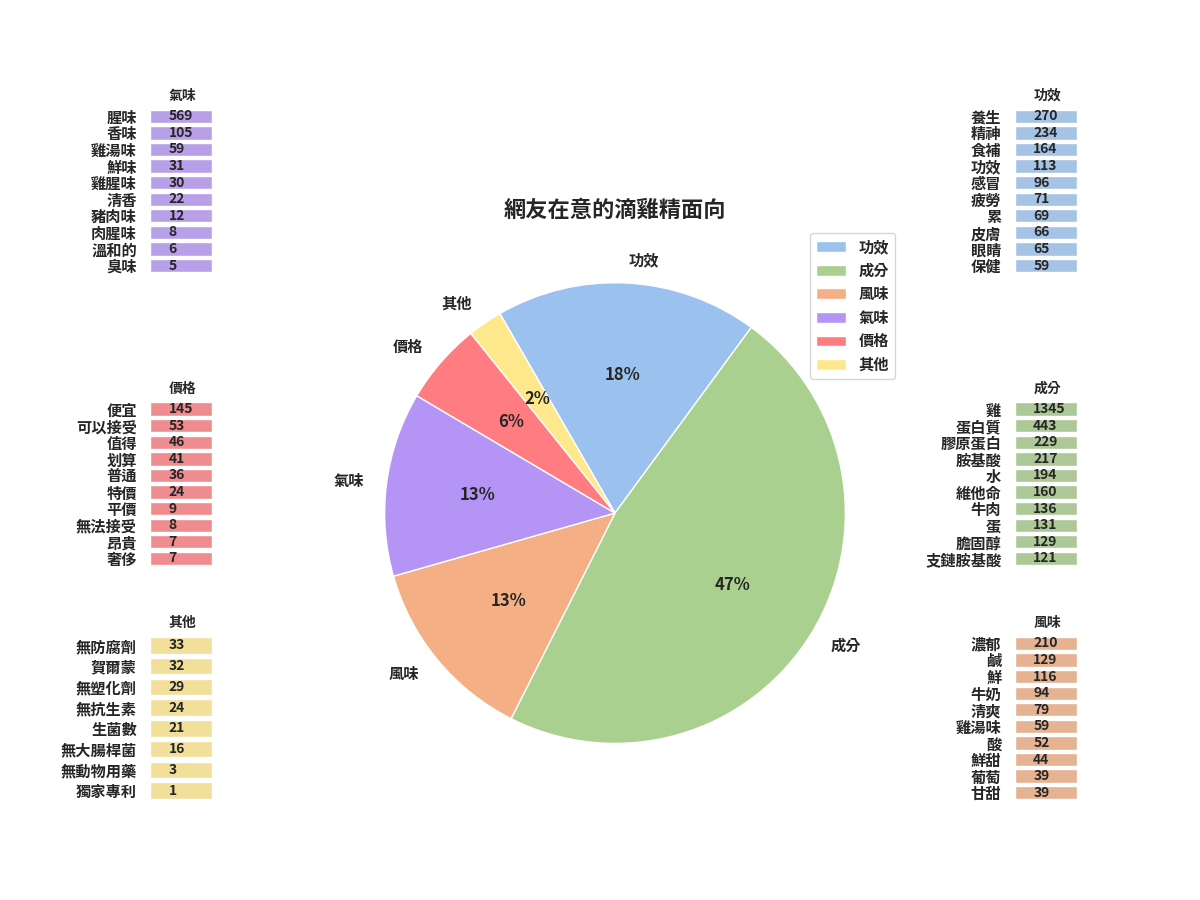 氣味
腥味 569
香味 105
雞湯味 59
鮮味 31
雞腥味 30
清香 22
豬肉味 12
肉腥味 8
溫和的 6
臭味 5
價格
便宜 145
可以接受 53
值得 46
划算 41
普通 36
特價 24
平價 9
無法接受 8
昂貴 7
奢侈 7
其他
無防腐劑 33
賀爾蒙 32
無塑化劑 29
無抗生素 24
生菌數 21
無大腸桿菌 16
無動物用藥 3
獨家專利 1
網友在意的滴雞精面向
功效
成分
風味
氣味
價格
其他
功效
其他
價格
氣味
風味
成分
18%
2%
6%
13%
13%
47%
功效
養生 270
精神 234
食補 164
功效 113
感冒 96
疲勞 71
累 69
皮膚 66
眼睛 65
保健 59
成分
雞 1345
蛋白質 443
膠原蛋白 229
胺基酸 217
水 194
維他命 160
牛肉 136
蛋 131
膽固醇 129
支鏈胺基酸 121
風味
濃郁 210
鹹 129
鮮 116
牛奶 94
清爽 79
雞湯味 59
酸 52
鮮甜 44
葡萄 39
甘甜 39